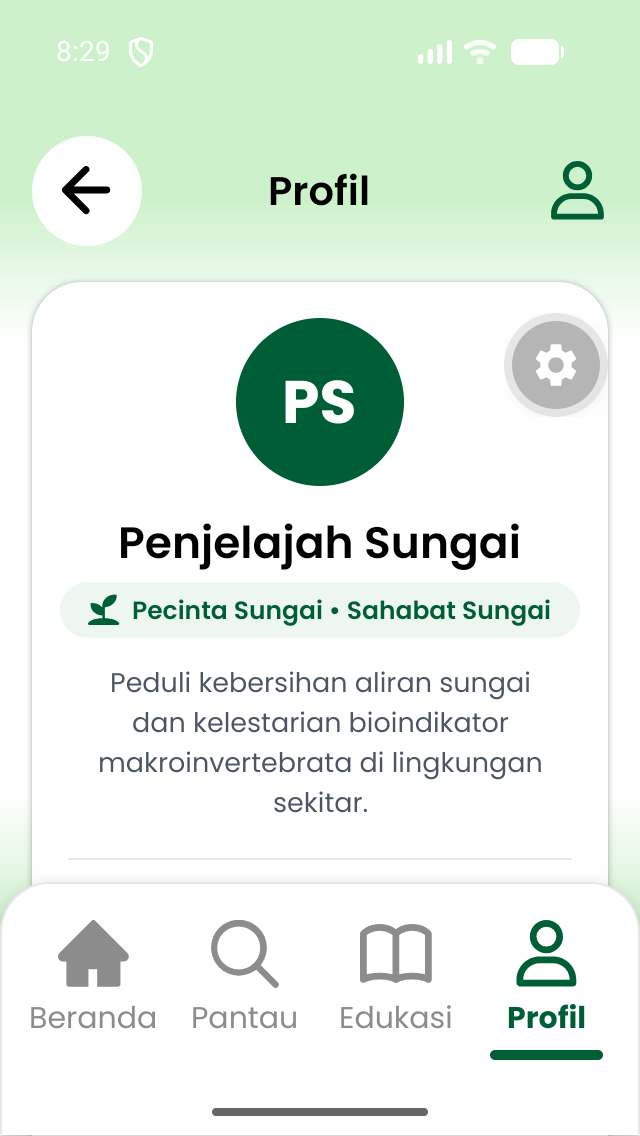 8:29
Profil
PS
Penjelajah Sungai
Pecinta Sungai • Sahabat Sungai
Peduli kebersihan aliran sungai
dan kelestarian bioindikator
makroinvertebrata di lingkungan
sekitar.
Beranda Pantau Edukasi Profil